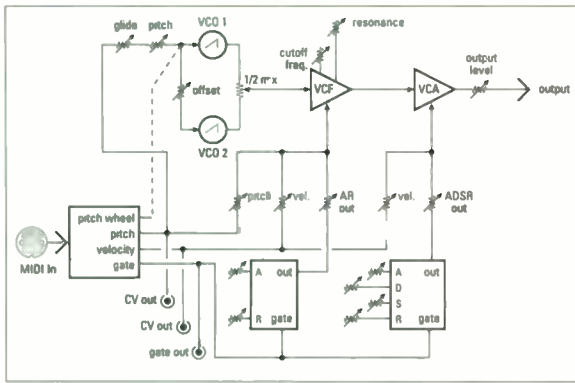 glide pitch VCO 1 resonance
cutoff freq.
output level
1/2 mix
offset
VCF
VCA
output
VCO 2
pitch vel. AR out vel. ADSR out
pitch wheel
pitch
velocity
gate
MIDI In
A out
R gate
A out
D
S
R gate
CV out
CV out
gate out